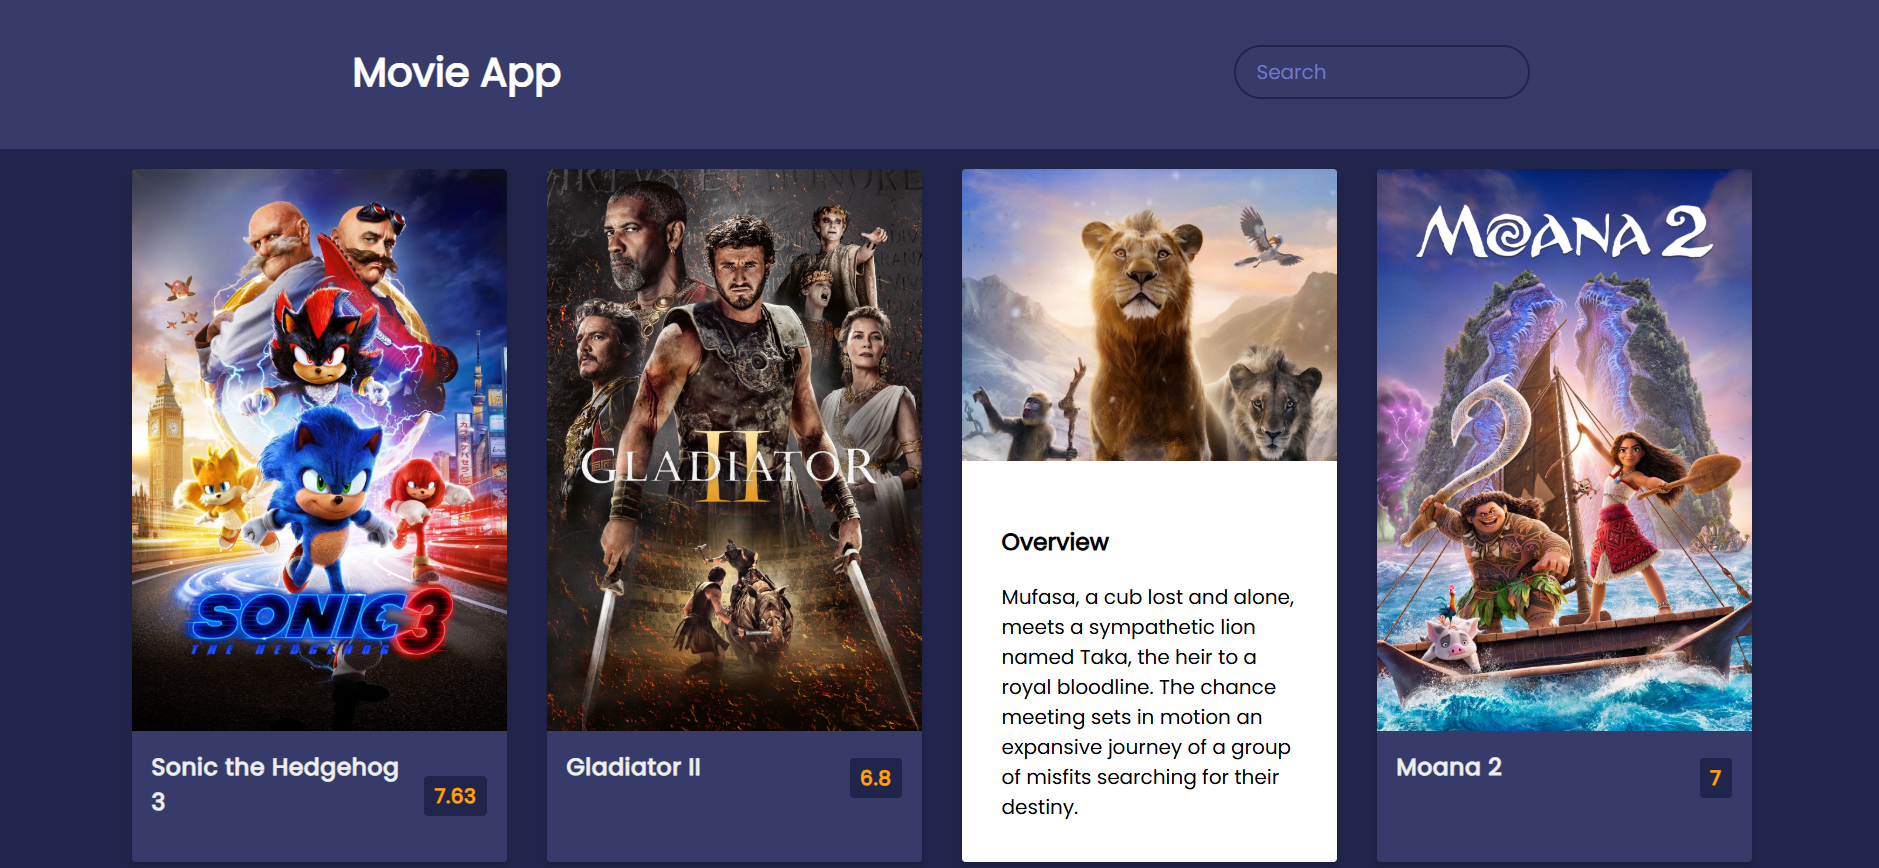 Movie App
Search
SONIC 3
THE HEDGEHOG
Sonic the Hedgehog
3
7.63
GLADIATOR
II
Gladiator II
6.8
Overview
Mufasa, a cub lost and alone,
meets a sympathetic lion
named Taka, the heir to a
royal bloodline. The chance
meeting sets in motion an
expansive journey of a group
of misfits searching for their
destiny.
MOANA 2
Moana 2
7